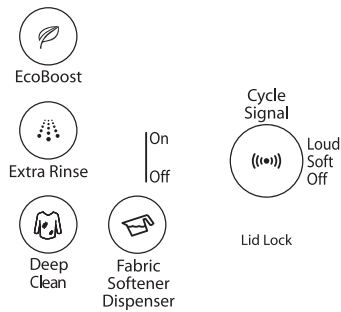 EcoBoost
Extra Rinse
On
Off
Deep
Clean
Fabric
Softener
Dispenser
Cycle
Signal
Loud
Soft
Off
Lid Lock